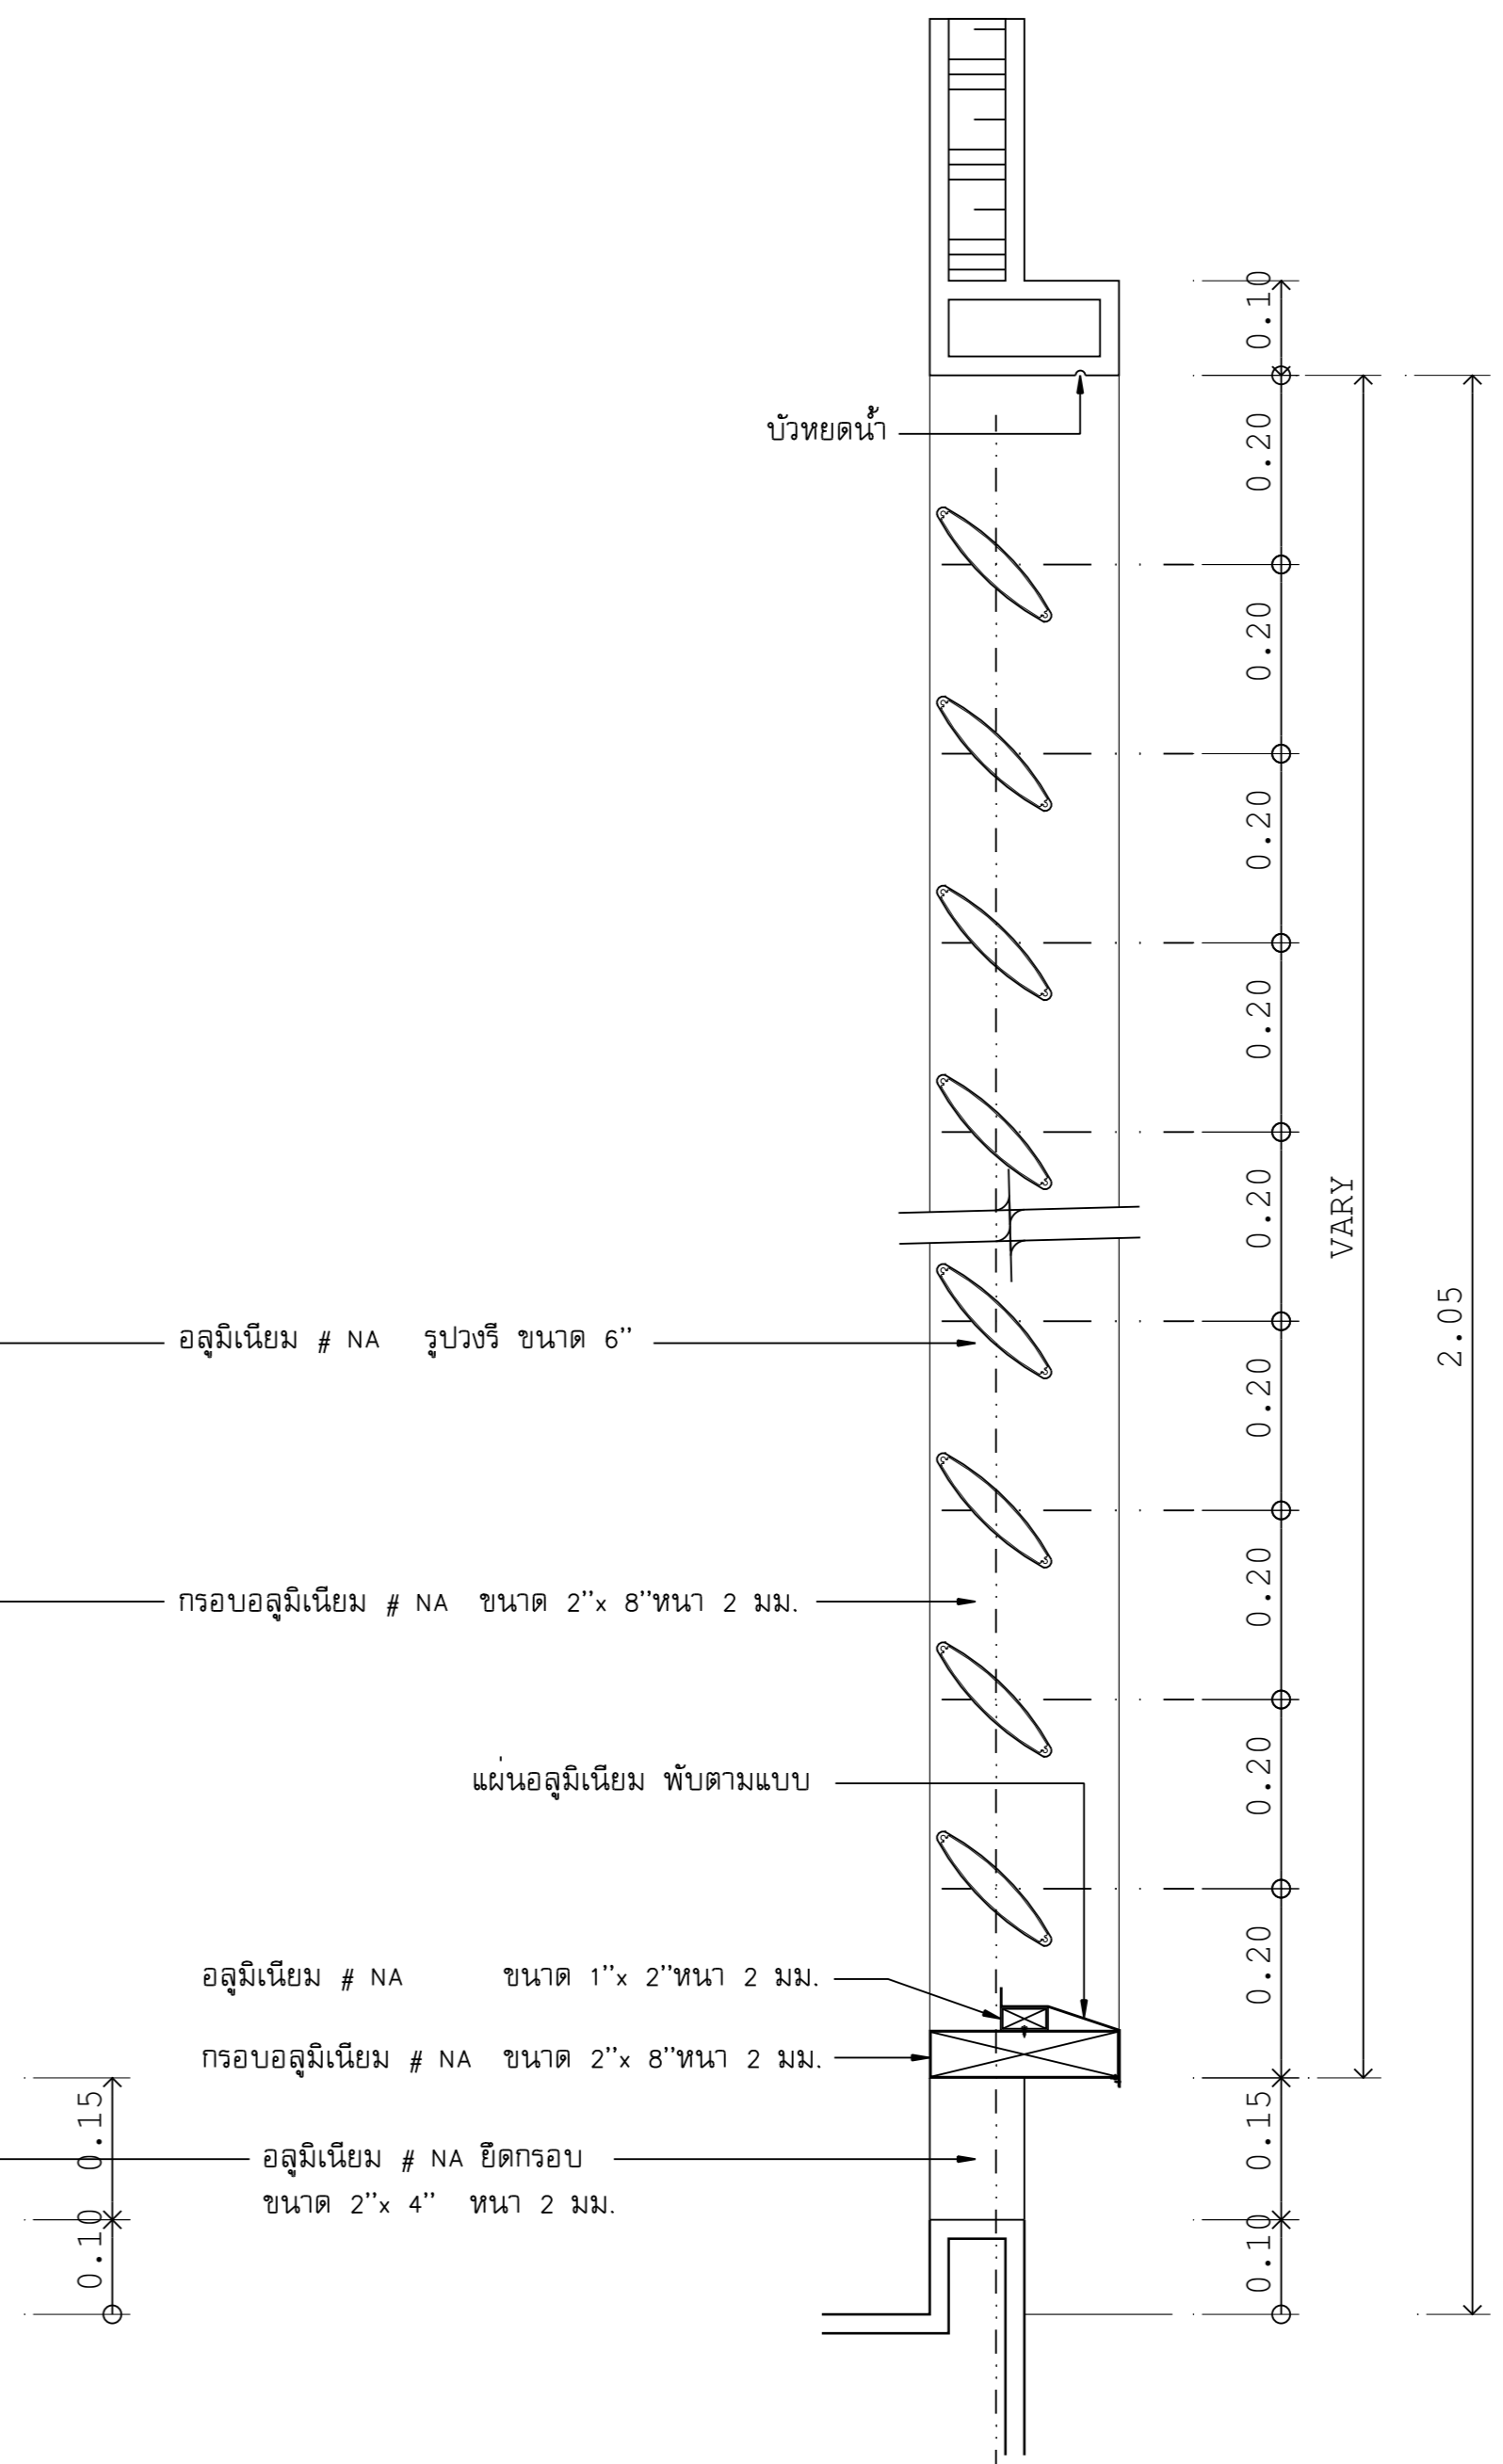 0.10
บัวหยดน้ำ
0.20
0.20
0.20
0.20
0.20
VARY
2.05
อลูมิเนียม # NA รูปวงรี ขนาด 6''
0.20
กรอบอลูมิเนียม # NA ขนาด 2''x 8''หนา 2 มม.
0.20
แผ่นอลูมิเนียม พับตามแบบ
0.20
อลูมิเนียม # NA ขนาด 1''x 2''หนา 2 มม.
0.20
กรอบอลูมิเนียม # NA ขนาด 2''x 8''หนา 2 มม.
0.15
0.15
อลูมิเนียม # NA ยึดกรอบ
ขนาด 2''x 4'' หนา 2 มม.
0.10
0.10